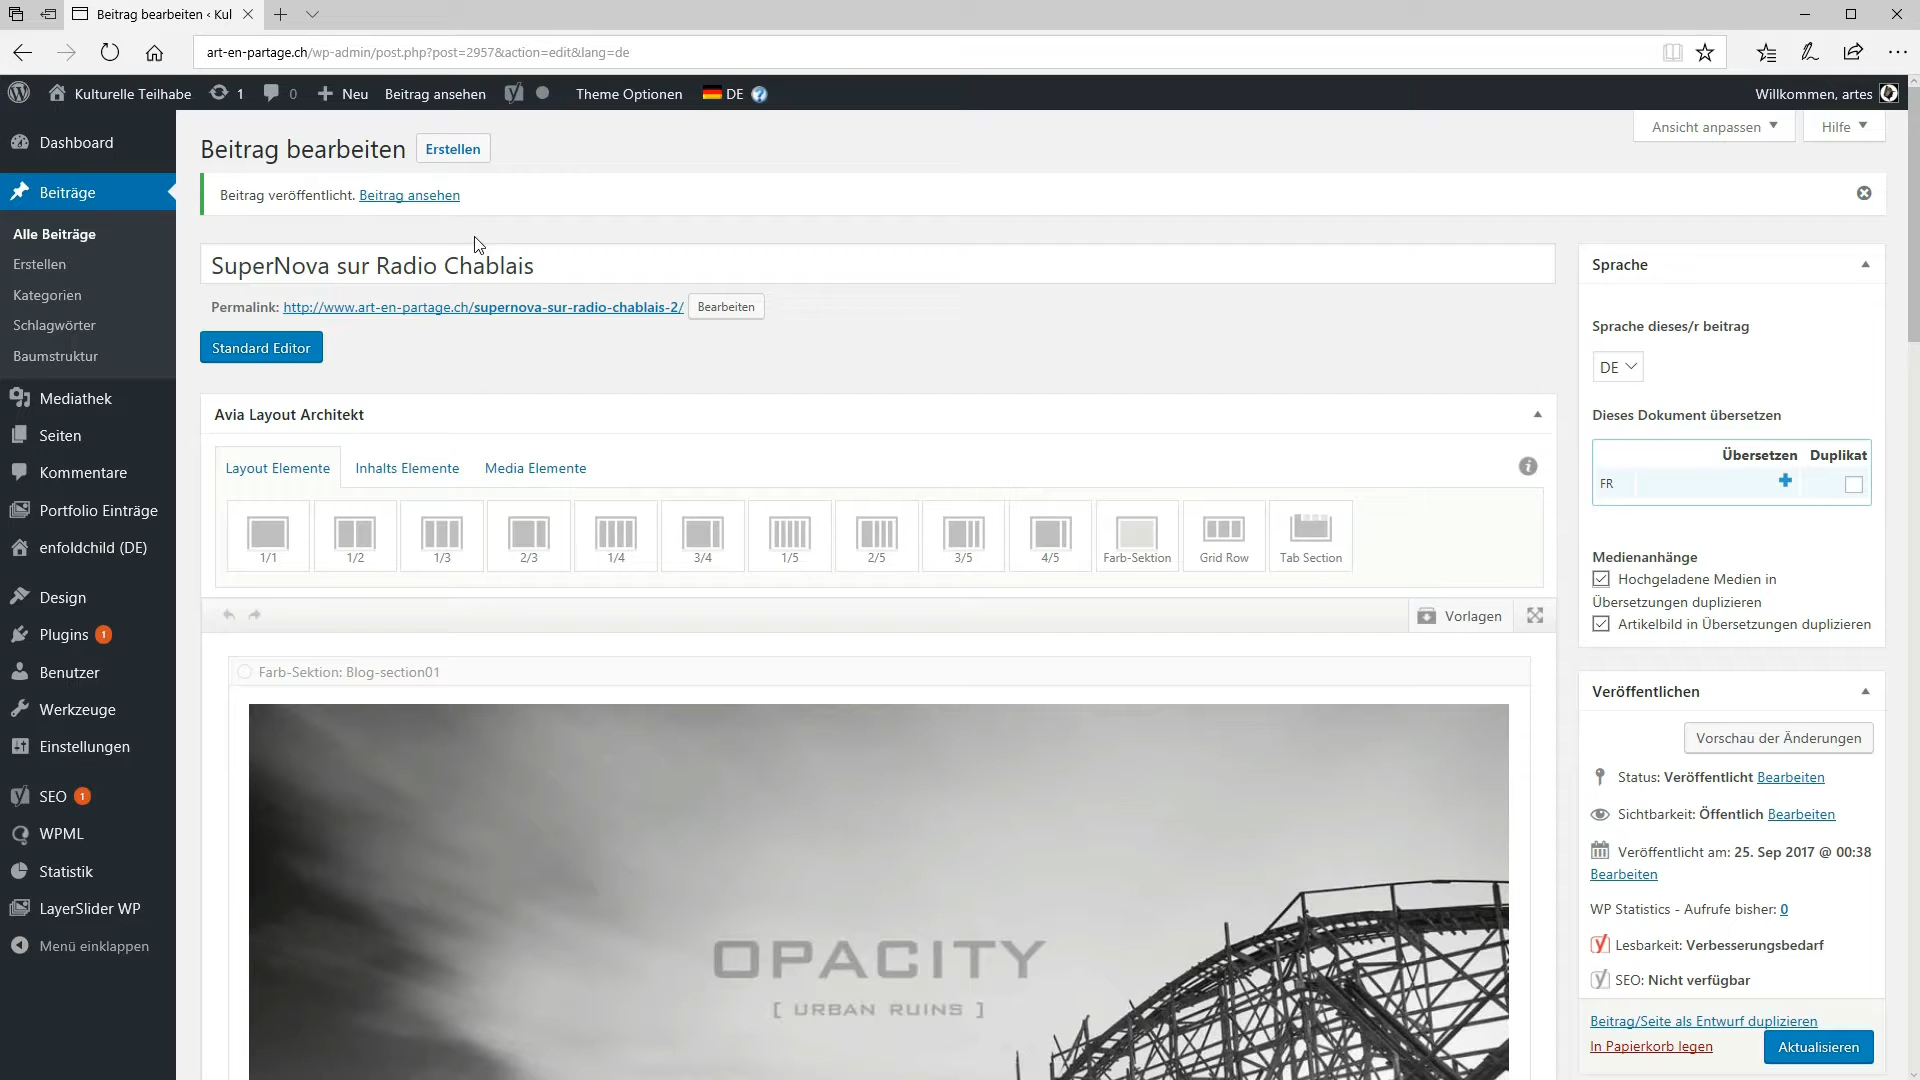 Beitrag bearbeiten ‹ Kul
art-en-partage.ch/wp-admin/post.php?post=2957&action=edit&lang=de
Kulturelle Teilhabe 1 0 Neu Beitrag ansehen Theme Optionen DE Willkommen, artes
Ansicht anpassen Hilfe
Dashboard
Beiträge
Alle Beiträge
Erstellen
Kategorien
Schlagwörter
Baumstruktur
Mediathek
Seiten
Kommentare
Portfolio Einträge
enfoldchild (DE)
Design
Plugins 1
Benutzer
Werkzeuge
Einstellungen
SEO 1
WPML
Statistik
LayerSlider WP
Menü einklappen
Beitrag bearbeiten Erstellen
Beitrag veröffentlicht. Beitrag ansehen
SuperNova sur Radio Chablais
Permalink: http://www.art-en-partage.ch/supernova-sur-radio-chablais-2/ Bearbeiten
Standard Editor
Avia Layout Architekt
Layout Elemente Inhalts Elemente Media Elemente
1/1 1/2 1/3 2/3 1/4 3/4 1/5 2/5 3/5 4/5 Farb-Sektion Grid Row Tab Section
Vorlagen
Farb-Sektion: Blog-section01
OPACITY
[ URBAN RUINS ]
Sprache
Sprache dieses/r beitrag
DE
Dieses Dokument übersetzen
Übersetzen Duplikat
FR
Medienanhänge
Hochgeladene Medien in
Übersetzungen duplizieren
Artikelbild in Übersetzungen duplizieren
Veröffentlichen
Vorschau der Änderungen
Status: Veröffentlicht Bearbeiten
Sichtbarkeit: Öffentlich Bearbeiten
Veröffentlicht am: 25. Sep 2017 @ 00:38
Bearbeiten
WP Statistics - Aufrufe bisher: 0
Lesbarkeit: Verbesserungsbedarf
SEO: Nicht verfügbar
Beitrag/Seite als Entwurf duplizieren
In Papierkorb legen Aktualisieren